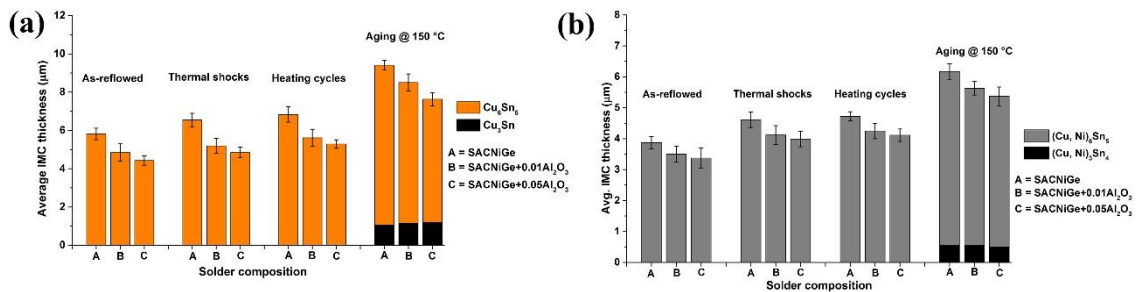 (a)
12
10
8
6
4
2
0
Average IMC thickness (μm)
As-reflowed
Thermal shocks
Heating cycles
Aging @ 150 °C
Cu6Sn5
Cu3Sn
A = SACNiGe
B = SACNiGe+0.01Al2O3
C = SACNiGe+0.05Al2O3
A B C A B C A B C A B C
Solder composition
(b)
8
7
6
5
4
3
2
1
0
Avg. IMC thickness (μm)
As-reflowed
Thermal shocks
Heating cycles
Aging @ 150 °C
(Cu, Ni)6Sn5
(Cu, Ni)3Sn4
A = SACNiGe
B = SACNiGe+0.01Al2O3
C = SACNiGe+0.05Al2O3
A B C A B C A B C A B C
Solder composition